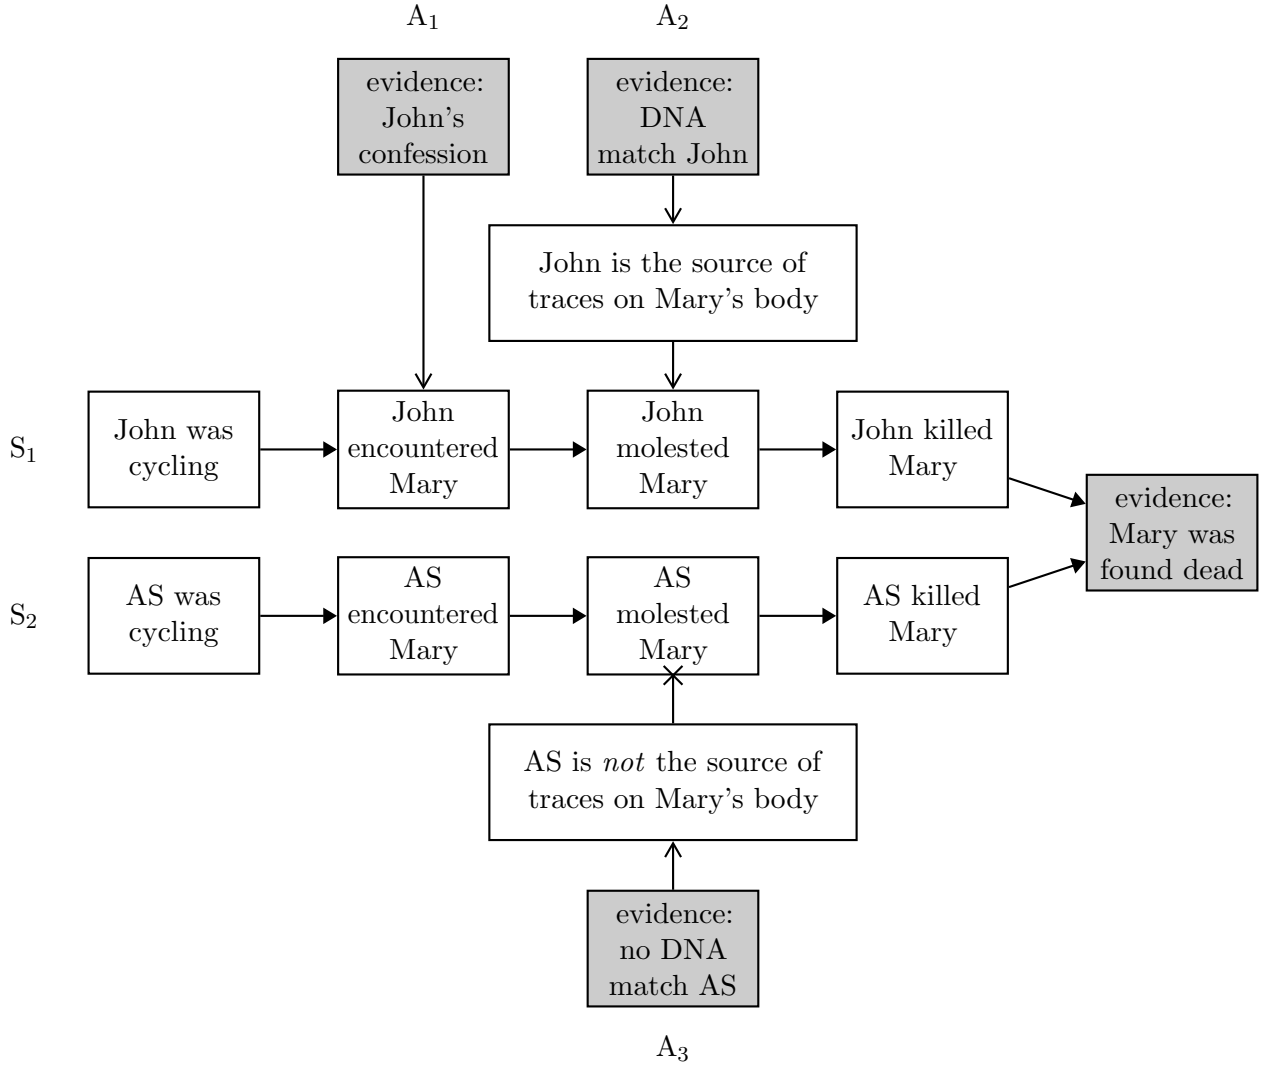 A₁
A₂
evidence:
John's
confession
evidence:
DNA
match John
John is the source of
traces on Mary's body
S₁
John was
cycling
John
encountered
Mary
John
molested
Mary
John killed
Mary
evidence:
Mary was
found dead
S₂
AS was
cycling
AS
encountered
Mary
AS
molested
Mary
AS killed
Mary
AS is not the source of
traces on Mary's body
evidence:
no DNA
match AS
A₃